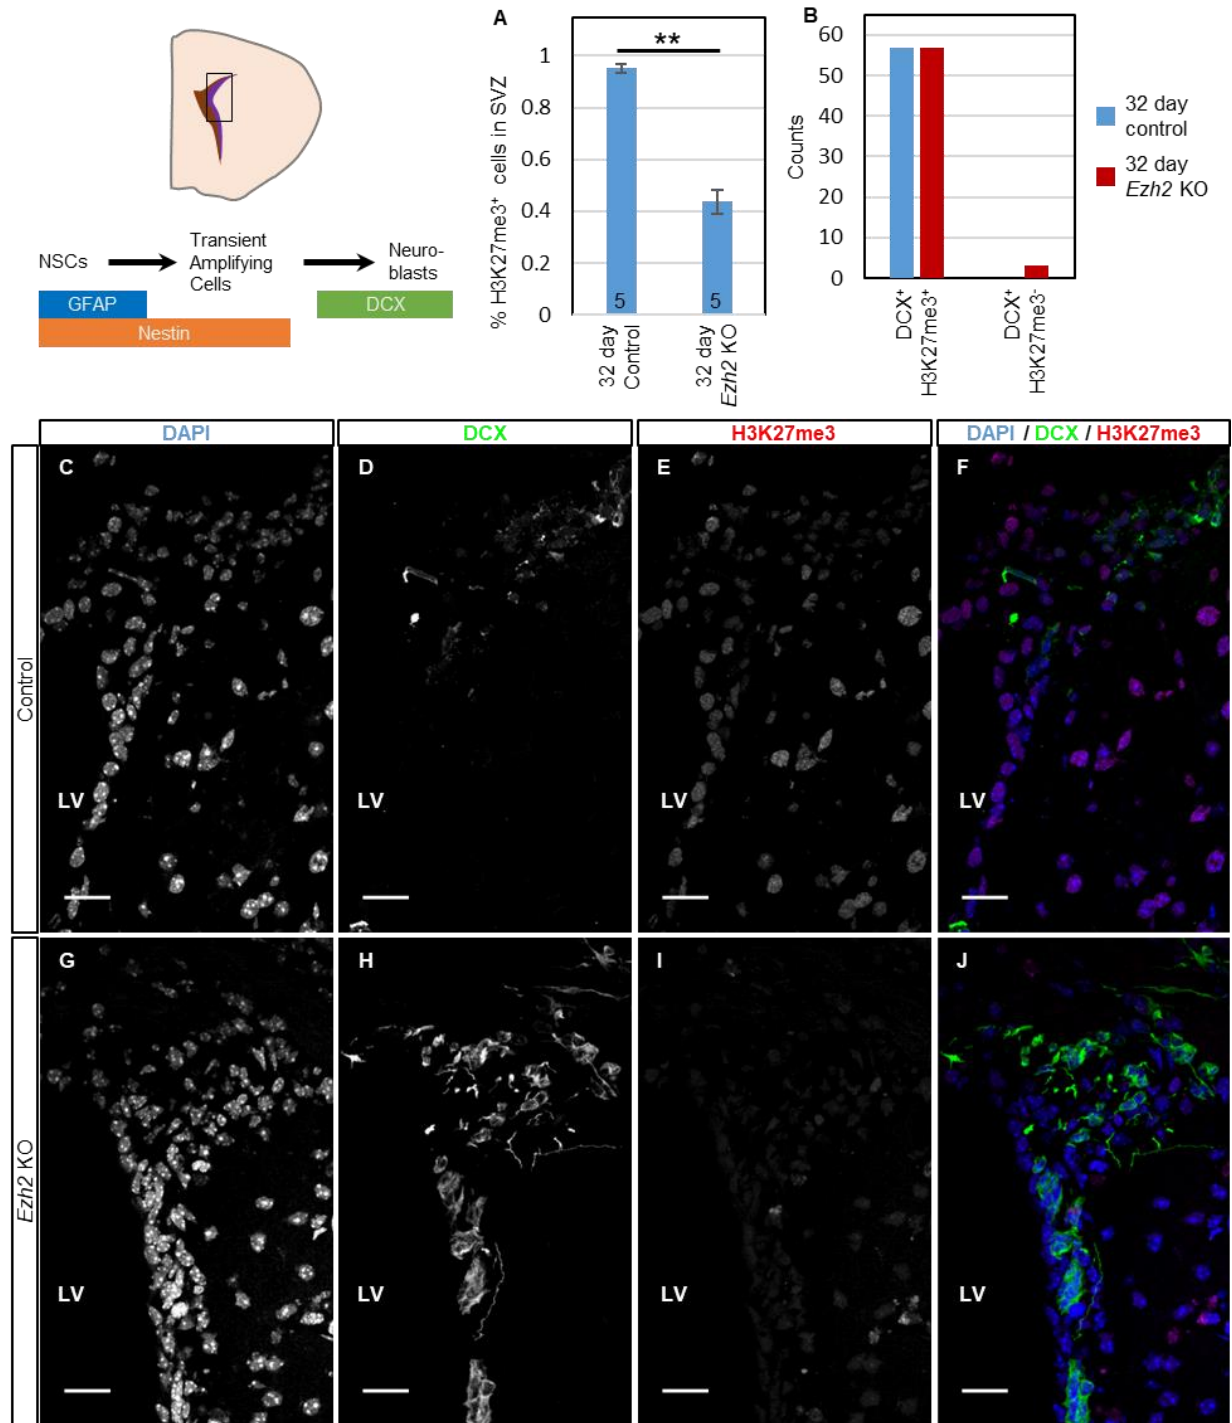 NSCs
Transient
Amplifying
Cells
Neuro-
blasts
GFAP
DCX
Nestin
A
% H3K27me3⁺ cells in SVZ
1
0.8
0.6
0.4
0.2
0
**
5
5
32 day
Control
32 day
Ezh2 KO
B
Counts
60
50
40
30
20
10
0
DCX⁺
H3K27me3⁺
DCX⁺
H3K27me3⁻
32 day
control
32 day
Ezh2 KO
DAPI
DCX
H3K27me3
DAPI / DCX / H3K27me3
Control
C
LV
D
LV
E
LV
F
LV
Ezh2 KO
G
LV
H
LV
I
LV
J
LV